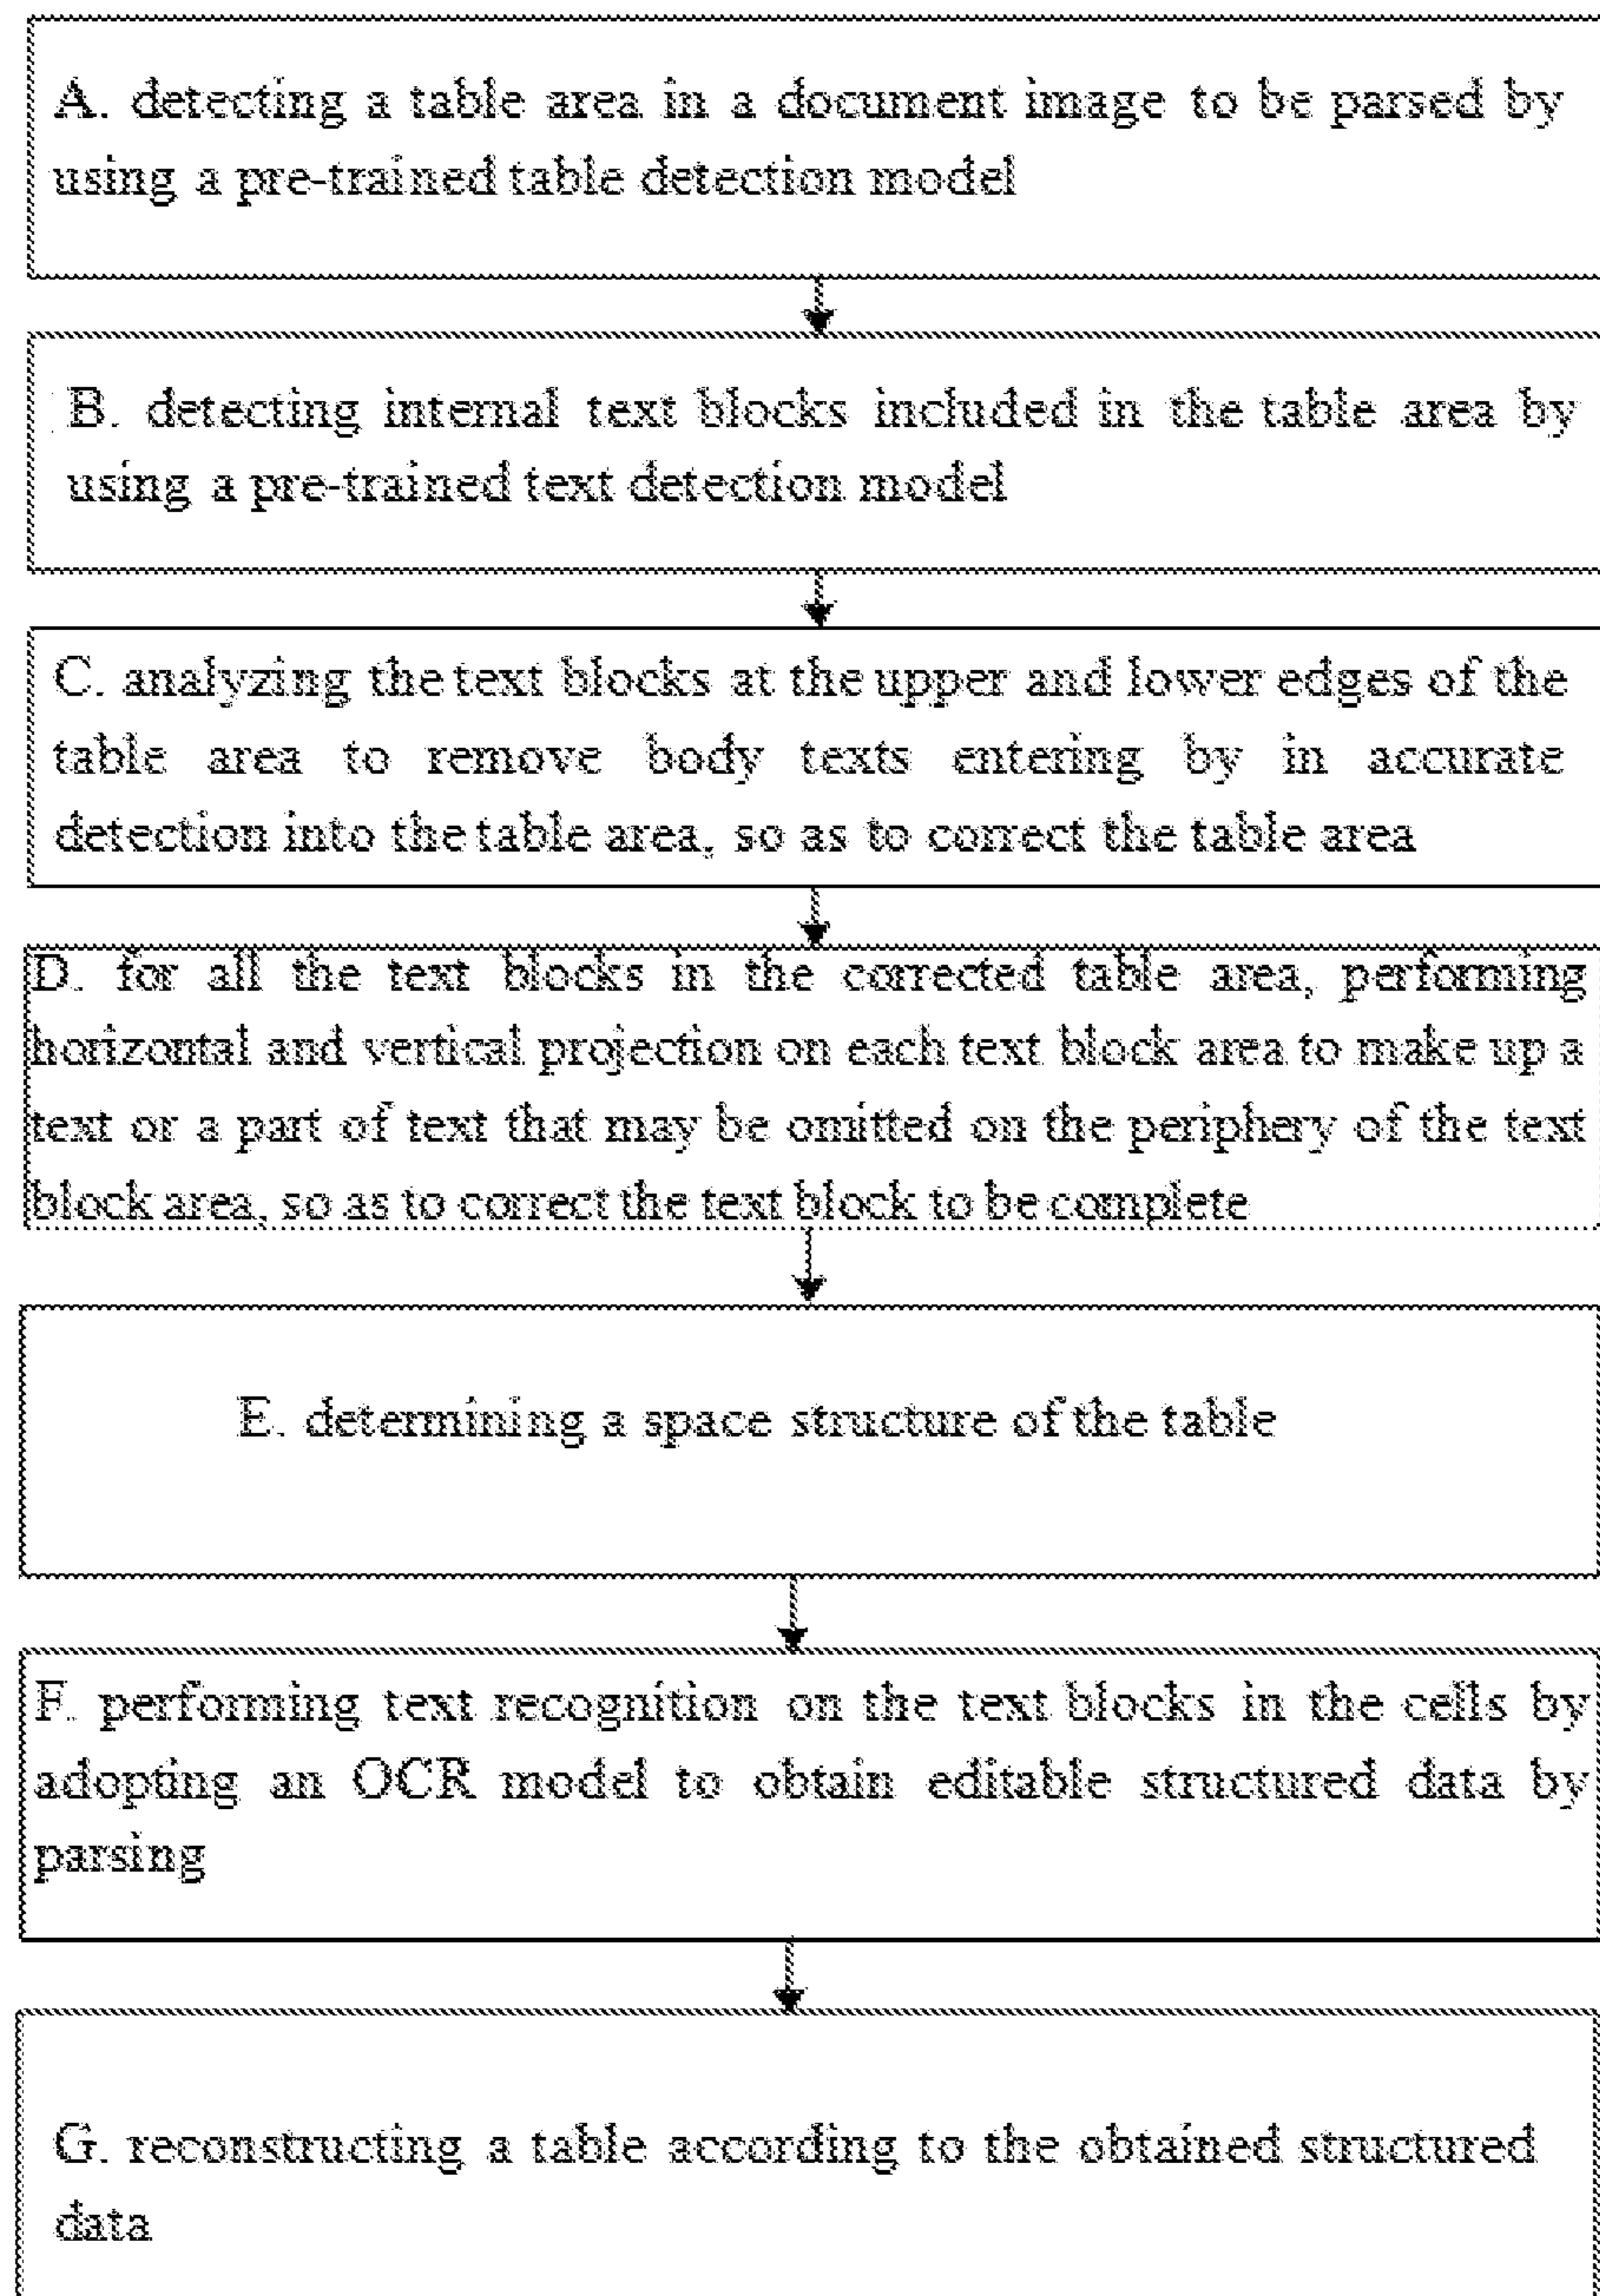 A. detecting a table area in a document image to be parsed by
using a pre-trained table detection model
B. detecting internal text blocks included in the table area by
using a pre-trained text detection model
C. analyzing the text blocks at the upper and lower edges of the
table area to remove body texts entering by in accurate
detection into the table area, so as to correct the table area
D. for all the text blocks in the corrected table area, performing
horizontal and vertical projection on each text block area to make up a
text or a part of text that may be omitted on the periphery of the text
block area, so as to correct the text block to be complete
E. determining a space structure of the table
F. performing text recognition on the text blocks in the cells by
adopting an OCR model to obtain editable structured data by
parsing
G. reconstructing a table according to the obtained structured
data